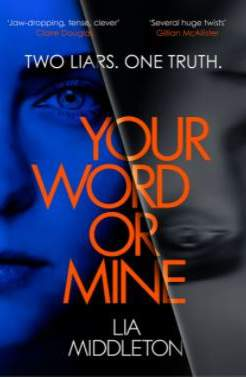 'Jaw-dropping, tense, clever'
Claire Douglas
'Several huge twists'
Gillian McAllister
TWO LIARS. ONE TRUTH.
YOUR
WORD
OR
MINE
LIA
MIDDLETON